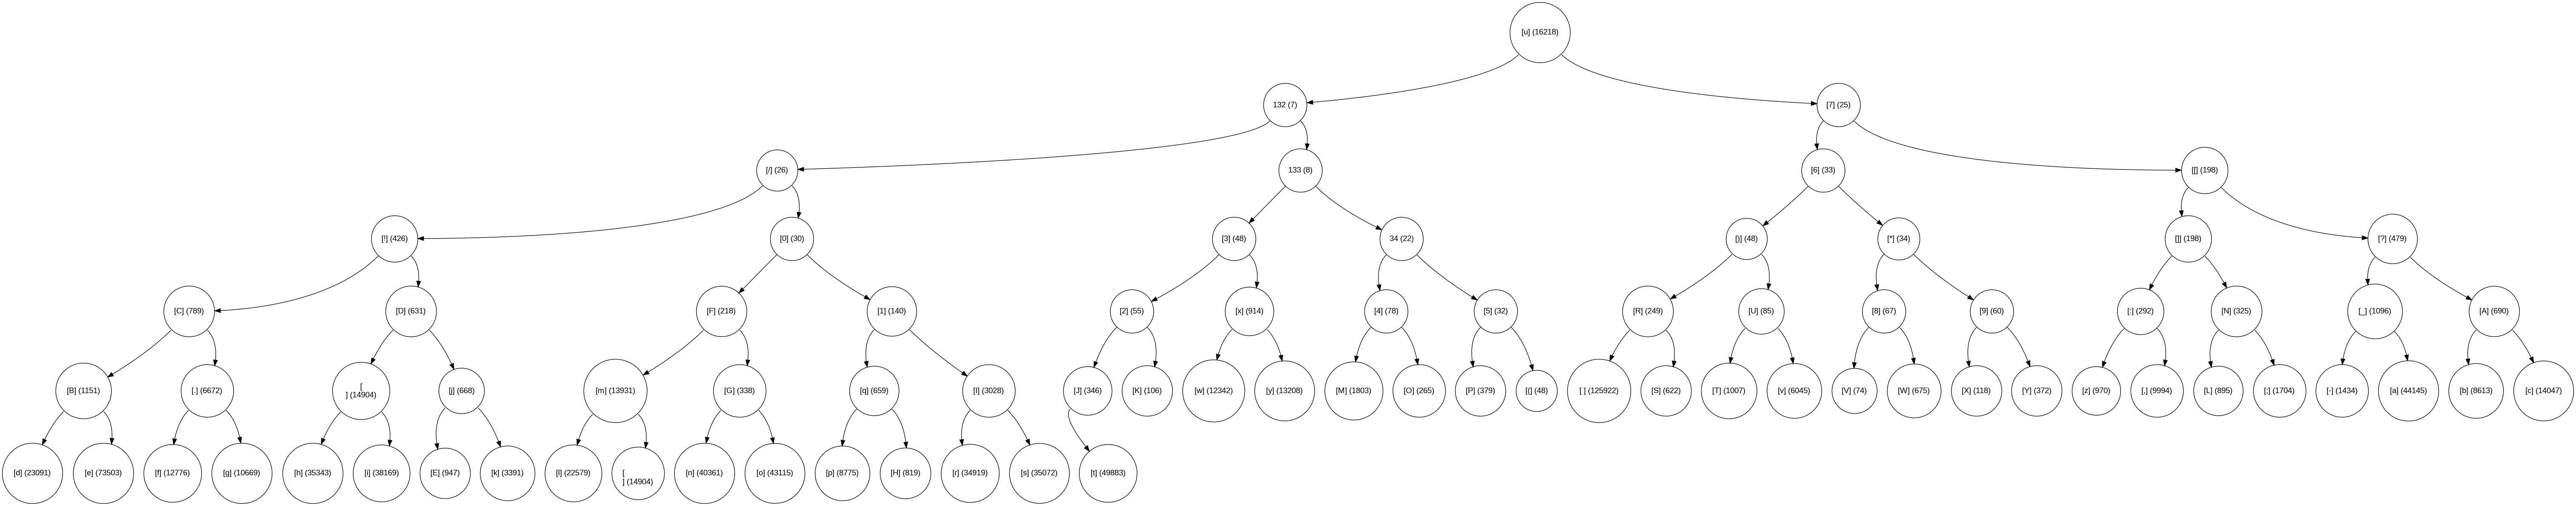 [u] (16218)
132 (7)
[7] (25)
[/] (26)
133 (8)
[6] (33)
[[] (198)
[!] (426)
[0] (30)
[3] (48)
34 (22)
[)] (48)
[*] (34)
[]] (198)
[?] (479)
[C] (789)
[D] (631)
[F] (218)
[1] (140)
[2] (55)
[x] (914)
[4] (78)
[5] (32)
[R] (249)
[U] (85)
[8] (67)
[9] (60)
[:] (292)
[N] (325)
[_] (1096)
[A] (690)
[B] (1151)
[.] (6672)
[
] (14904)
[j] (668)
[m] (13931)
[G] (338)
[q] (659)
[I] (3028)
[J] (346)
[K] (106)
[w] (12342)
[y] (13208)
[M] (1803)
[O] (265)
[P] (379)
[(] (48)
[ ] (125922)
[S] (622)
[T] (1007)
[v] (6045)
[V] (74)
[W] (675)
[X] (118)
[Y] (372)
[z] (970)
[,] (9994)
[L] (895)
[;] (1704)
[-] (1434)
[a] (44145)
[b] (8613)
[c] (14047)
[d] (23091)
[e] (73503)
[f] (12776)
[g] (10669)
[h] (35343)
[i] (38169)
[E] (947)
[k] (3391)
[l] (22579)
[
] (14904)
[n] (40361)
[o] (43115)
[p] (8775)
[H] (819)
[r] (34919)
[s] (35072)
[t] (49883)